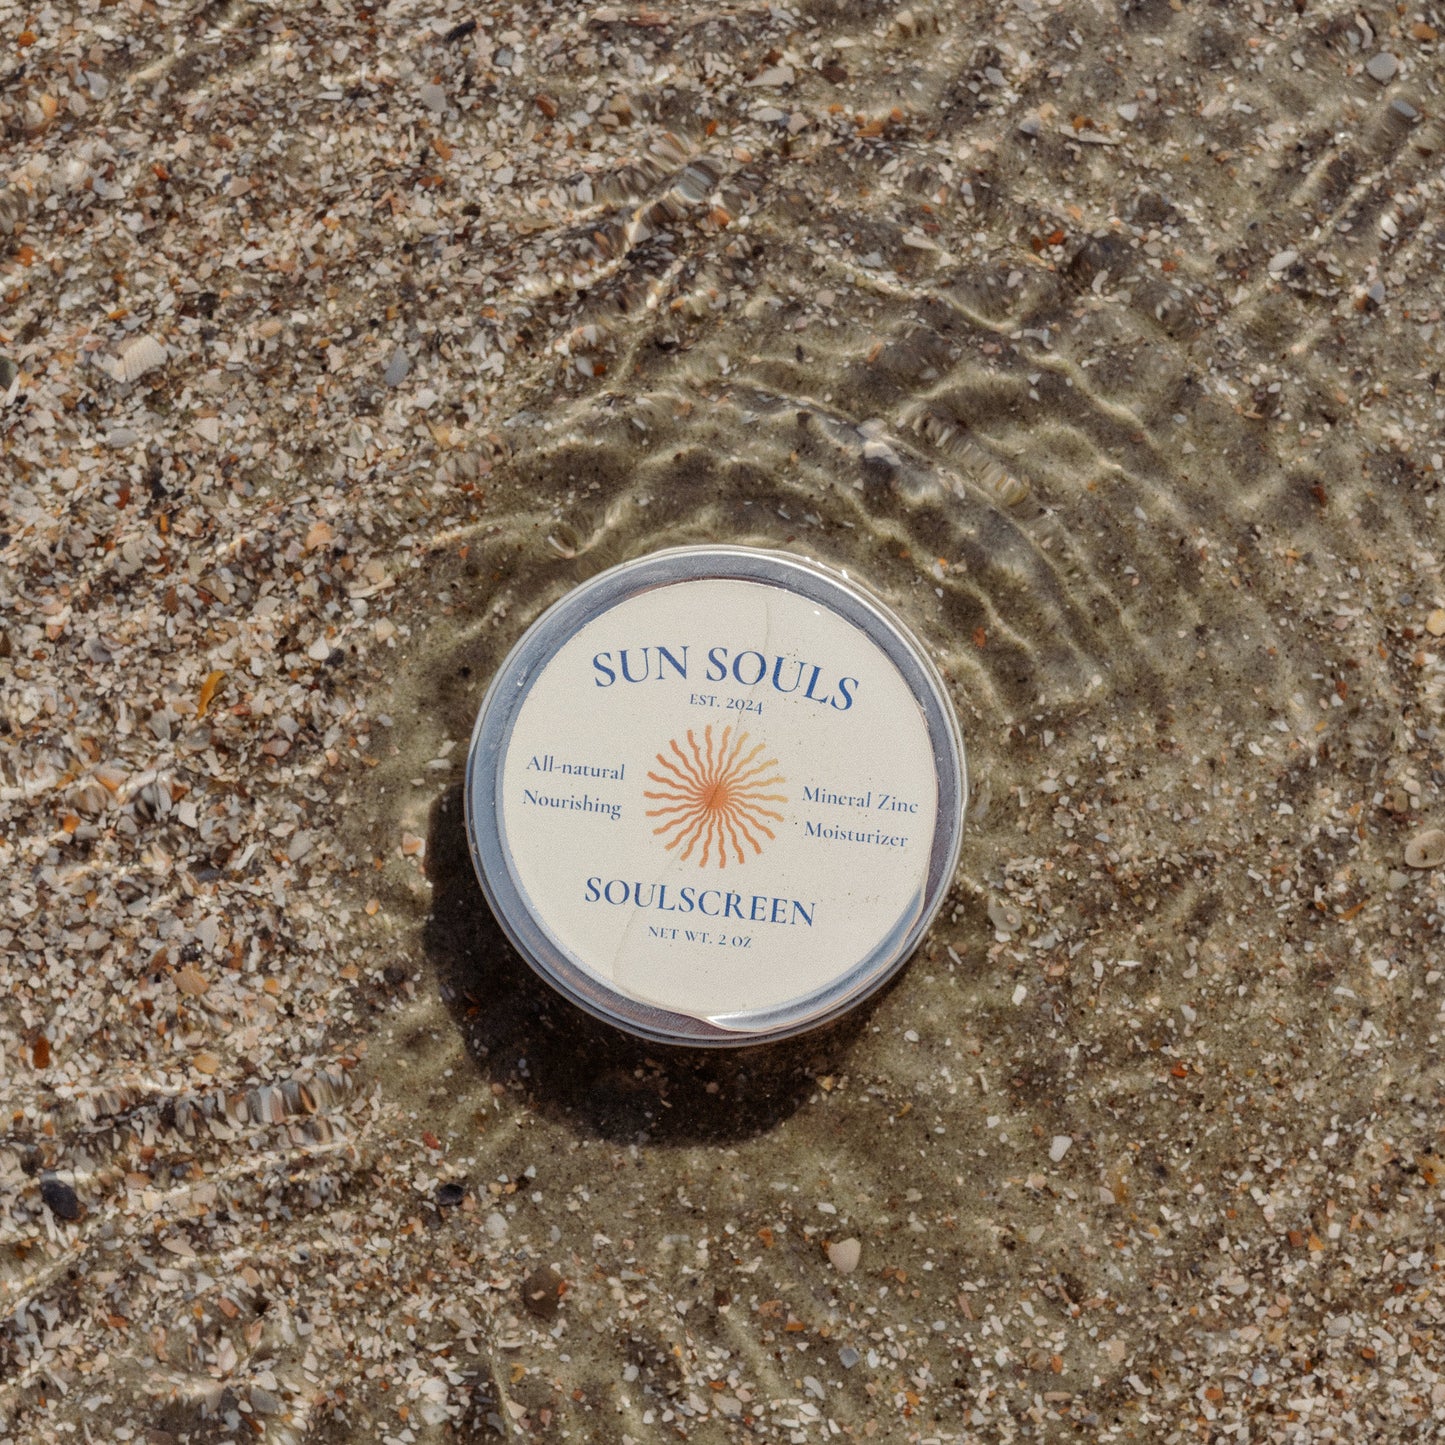 SUN SOULS
EST. 2024
All-natural
Nourishing
Mineral Zinc
Moisturizer
SOULSCREEN
NET WT. 2 OZ